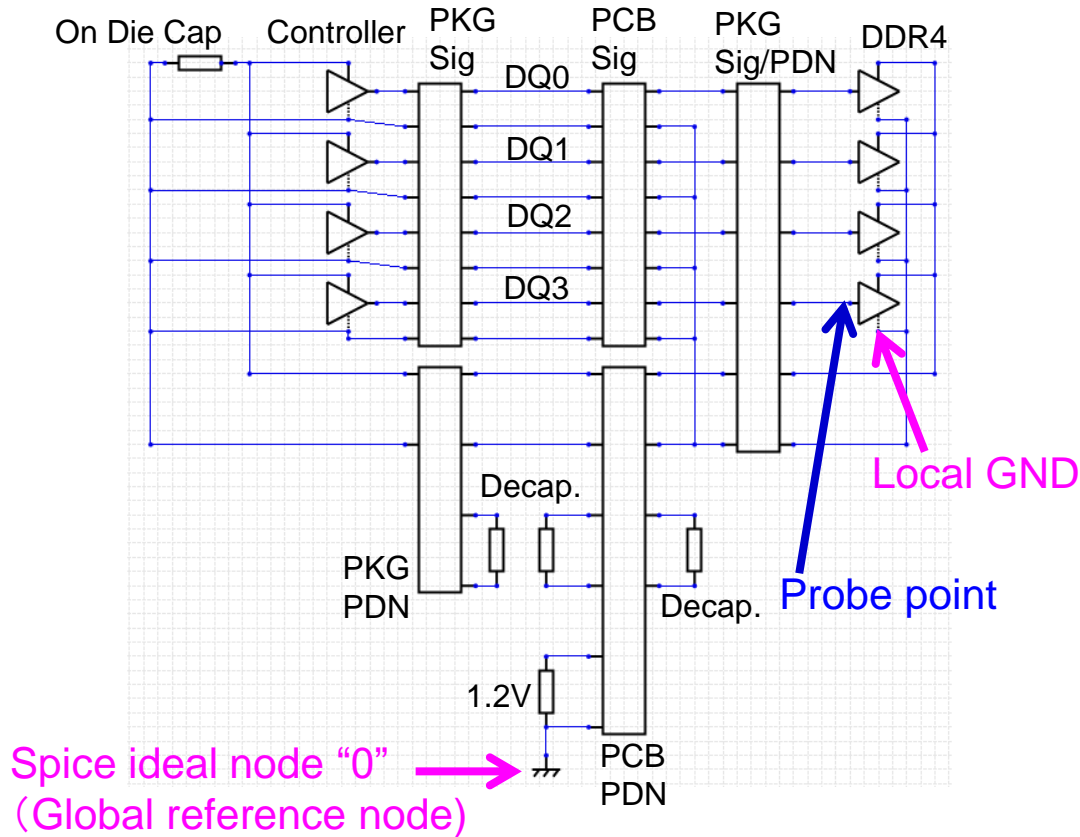 On Die Cap
Controller
PKG
Sig
PCB
Sig
PKG
Sig/PDN
DDR4
DQ0
DQ1
DQ2
DQ3
Local GND
Decap.
PKG
PDN
Decap.
Probe point
1.2V
PCB
PDN
Spice ideal node “0”
（Global reference node)